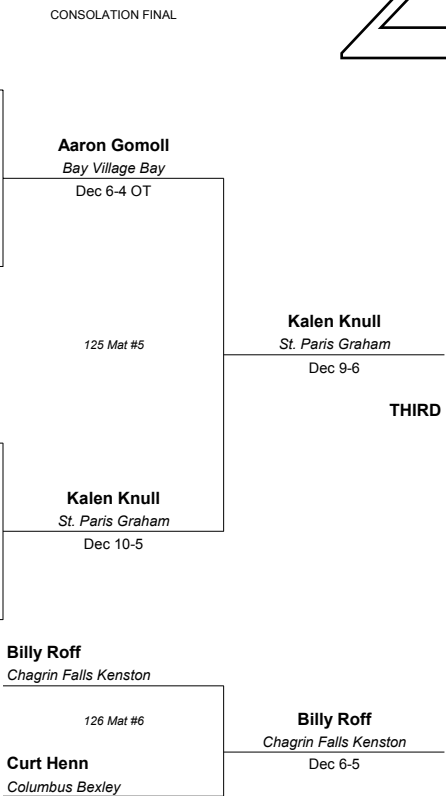 CONSOLATION FINAL
Aaron Gomoll
Bay Village Bay
Dec 6-4 OT
125 Mat #5
Kalen Knull
St. Paris Graham
Dec 9-6
THIRD
Kalen Knull
St. Paris Graham
Dec 10-5
Billy Roff
Chagrin Falls Kenston
126 Mat #6
Billy Roff
Chagrin Falls Kenston
Dec 6-5
Curt Henn
Columbus Bexley